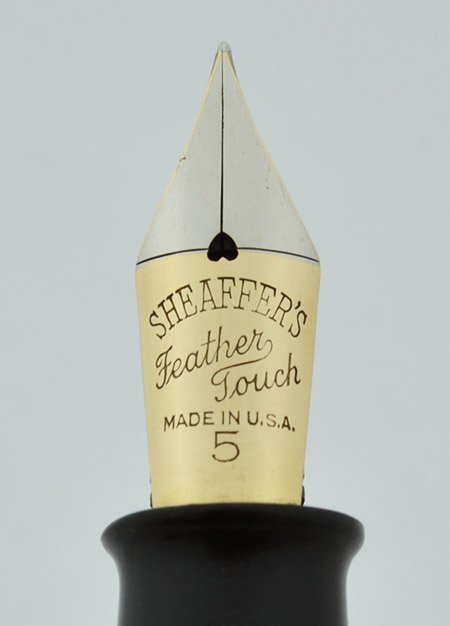 SHEAFFER'S
Feather
Touch
MADE IN U.S.A.
5